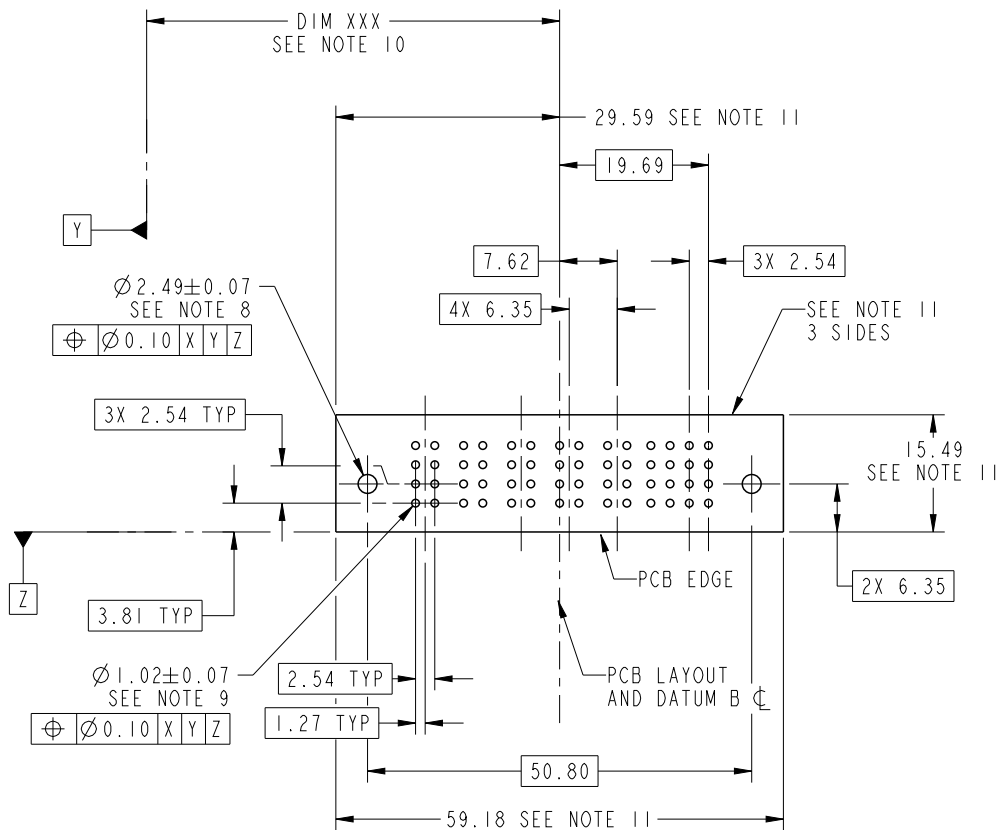 DIM XXX
SEE NOTE 10
29.59 SEE NOTE 11
19.69
Y
7.62
3X 2.54
Ø2.49±0.07
SEE NOTE 8
⌖ Ø0.10 X Y Z
4X 6.35
SEE NOTE 11
3 SIDES
3X 2.54 TYP
15.49
SEE NOTE 11
Z
PCB EDGE
2X 6.35
3.81 TYP
Ø1.02±0.07
SEE NOTE 9
⌖ Ø0.10 X Y Z
2.54 TYP
PCB LAYOUT
AND DATUM B ℄
1.27 TYP
50.80
59.18 SEE NOTE 11